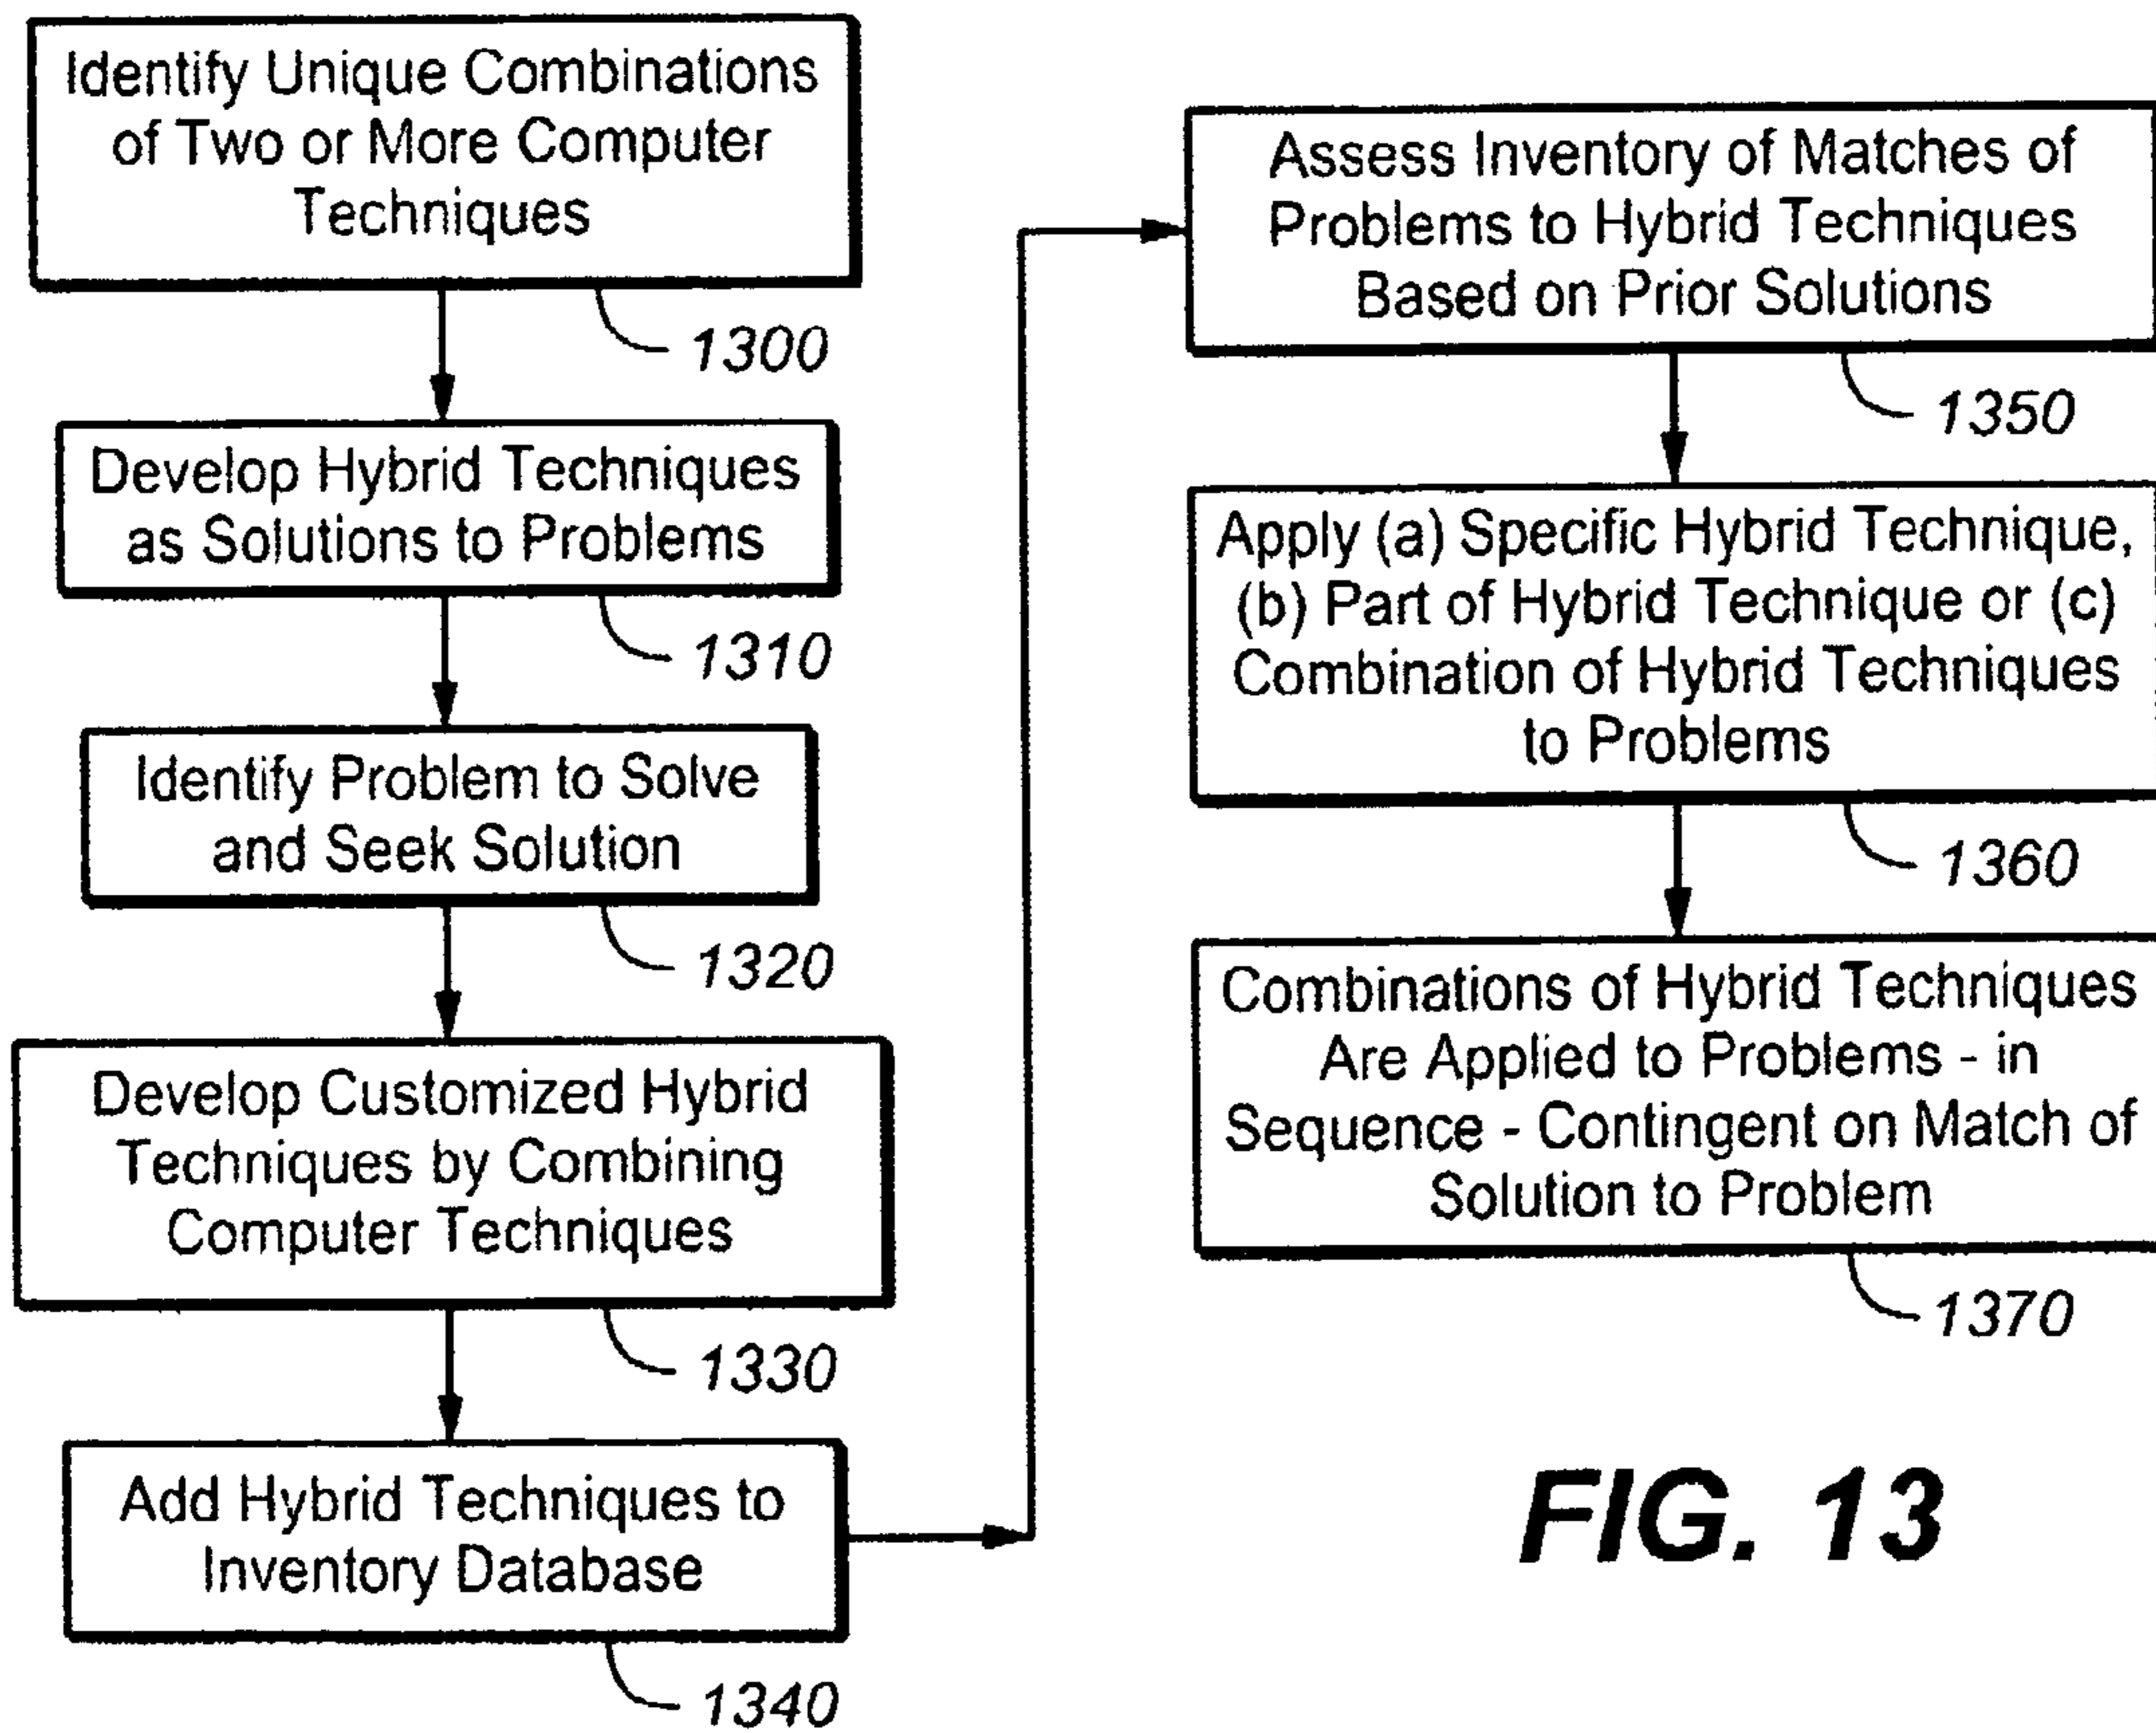 Identify Unique Combinations
of Two or More Computer
Techniques
1300
Develop Hybrid Techniques
as Solutions to Problems
1310
Identify Problem to Solve
and Seek Solution
1320
Develop Customized Hybrid
Techniques by Combining
Computer Techniques
1330
Add Hybrid Techniques to
Inventory Database
1340
Assess Inventory of Matches of
Problems to Hybrid Techniques
Based on Prior Solutions
1350
Apply (a) Specific Hybrid Technique,
(b) Part of Hybrid Technique or (c)
Combination of Hybrid Techniques
to Problems
1360
Combinations of Hybrid Techniques
Are Applied to Problems - in
Sequence - Contingent on Match of
Solution to Problem
1370
FIG. 13